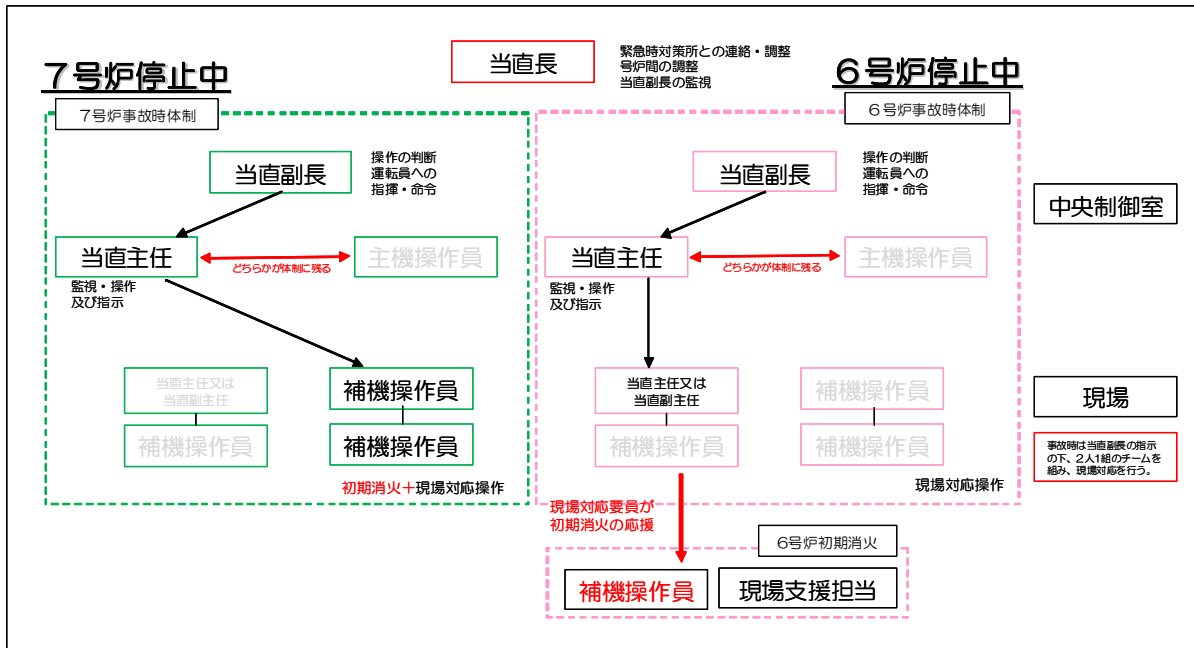 当直長
緊急時対策所との連絡・調整
号炉間の調整
当直副長の監視
7号炉停止中
6号炉停止中
7号炉事故時体制
6号炉事故時体制
当直副長
操作の判断
運転員への
指揮・命令
当直副長
操作の判断
運転員への
指揮・命令
中央制御室
当直主任
どちらかが体制に残る
主機操作員
当直主任
どちらかが体制に残る
主機操作員
監視・操作
及び指示
監視・操作
及び指示
当直主任又は
当直副主任
補機操作員
当直主任又は
当直副主任
補機操作員
現場
補機操作員
補機操作員
補機操作員
補機操作員
事故時は当直副長の指示
の下、2人1組のチームを
組み、現場対応を行う。
初期消火+現場対応操作
現場対応操作
現場対応要員が
初期消火の応援
6号炉初期消火
補機操作員
現場支援担当